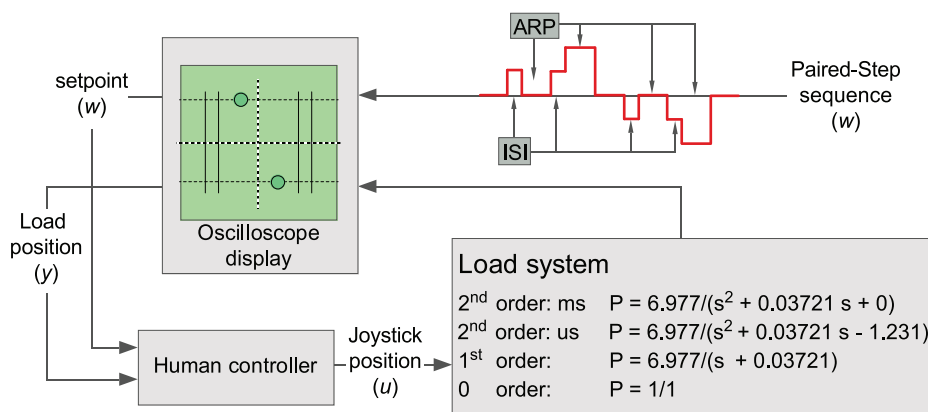 ARP
Paired-Step
sequence
(w)
ISI
setpoint
(w)
Oscilloscope
display
Load
position
(y)
Human controller
Joystick
position
(u)
Load system
2nd order: ms P = 6.977/(s2 + 0.03721 s + 0)
2nd order: us P = 6.977/(s2 + 0.03721 s - 1.231)
1st order: P = 6.977/(s + 0.03721)
0 order: P = 1/1